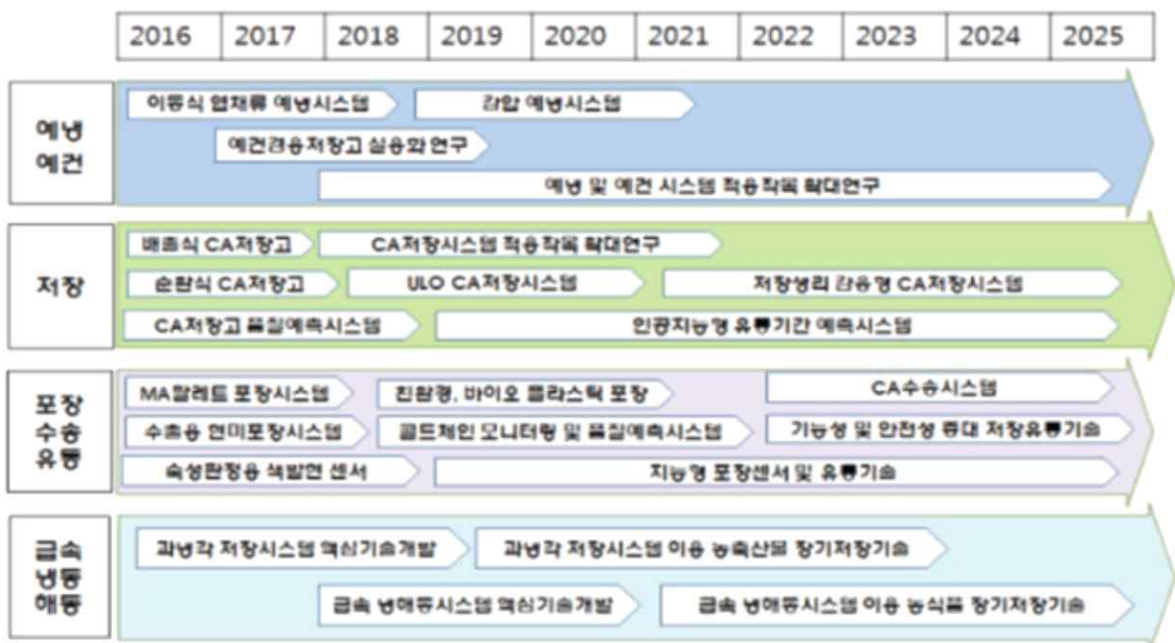 2016 2017 2018 2019 2020 2021 2022 2023 2024 2025
예냉
예건
이동식 엽채류 예냉시스템
감압 예냉시스템
예건겸용저장고 실용화 연구
예냉 및 예건 시스템 적용작목 확대연구
저장
배출식 CA저장고
CA저장시스템 적용작목 확대연구
순환식 CA저장고
ULO CA저장시스템
저장생리 감응형 CA저장시스템
CA저장고 품질예측시스템
인공지능형 유통기간 예측시스템
포장
수송
유통
MA팔레트 포장시스템
친환경, 바이오 플라스틱 포장
CA수송시스템
수출용 현미포장시스템
콜드체인 모니터링 및 품질예측시스템
기능성 및 안전성 증대 저장유통기술
숙성판정용 색발현 센서
지능형 포장센서 및 유통기술
급속
냉동
해동
과냉각 저장시스템 핵심기술개발
과냉각 저장시스템 이용 농축산물 장기저장기술
급속 냉해동시스템 핵심기술개발
급속 냉해동시스템 이용 농식품 장기저장기술